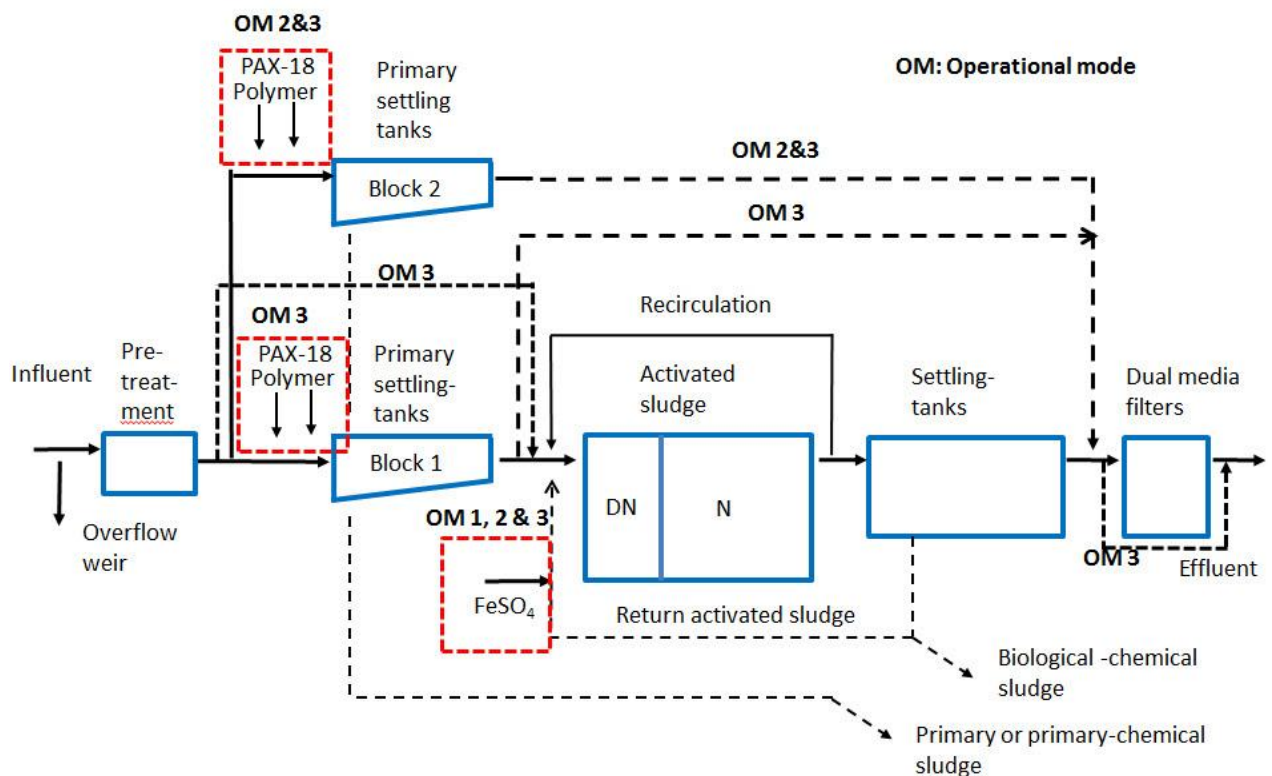 OM 2&3
PAX-18
Polymer
Primary
settling
tanks
OM: Operational mode
Block 2
OM 2&3
OM 3
OM 3
OM 3
PAX-18
Polymer
Primary
settling-
tanks
Recirculation
Influent
Pre-
treat-
ment
Activated
sludge
Settling-
tanks
Dual media
filters
Block 1
Overflow
weir
OM 1, 2 & 3
FeSO₄
DN
N
OM 3
Effluent
Return activated sludge
Biological -chemical
sludge
Primary or primary-chemical
sludge